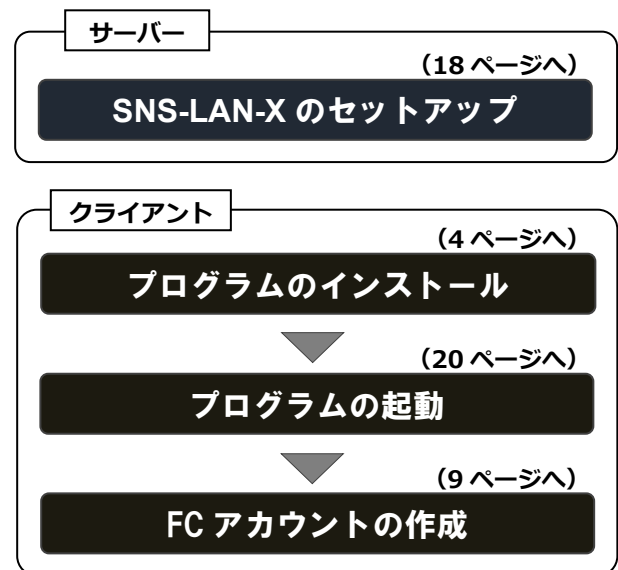 サーバー
（18 ページへ）
SNS-LAN-X のセットアップ
クライアント
（4 ページへ）
プログラムのインストール
（20 ページへ）
プログラムの起動
（9 ページへ）
FC アカウントの作成